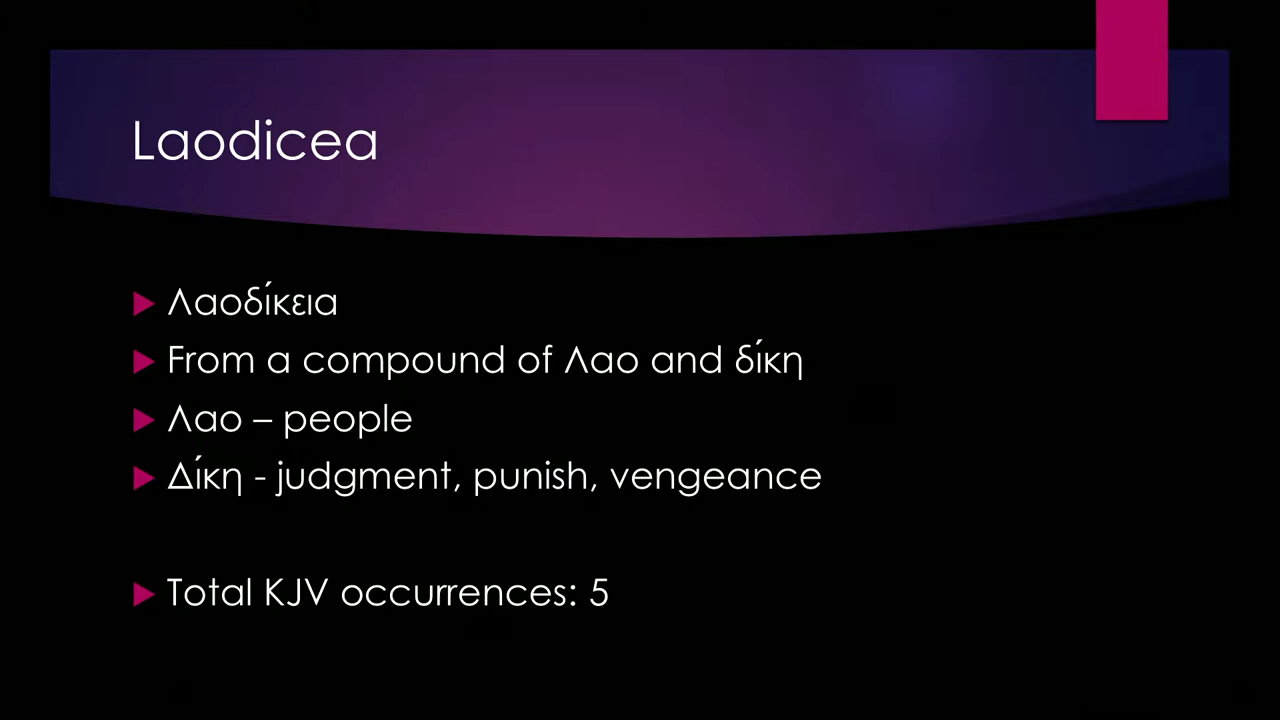 Laodicea
Λαοδίκεια
From a compound of Λαο and δίκη
Λαο – people
Δίκη - judgment, punish, vengeance
Total KJV occurrences: 5